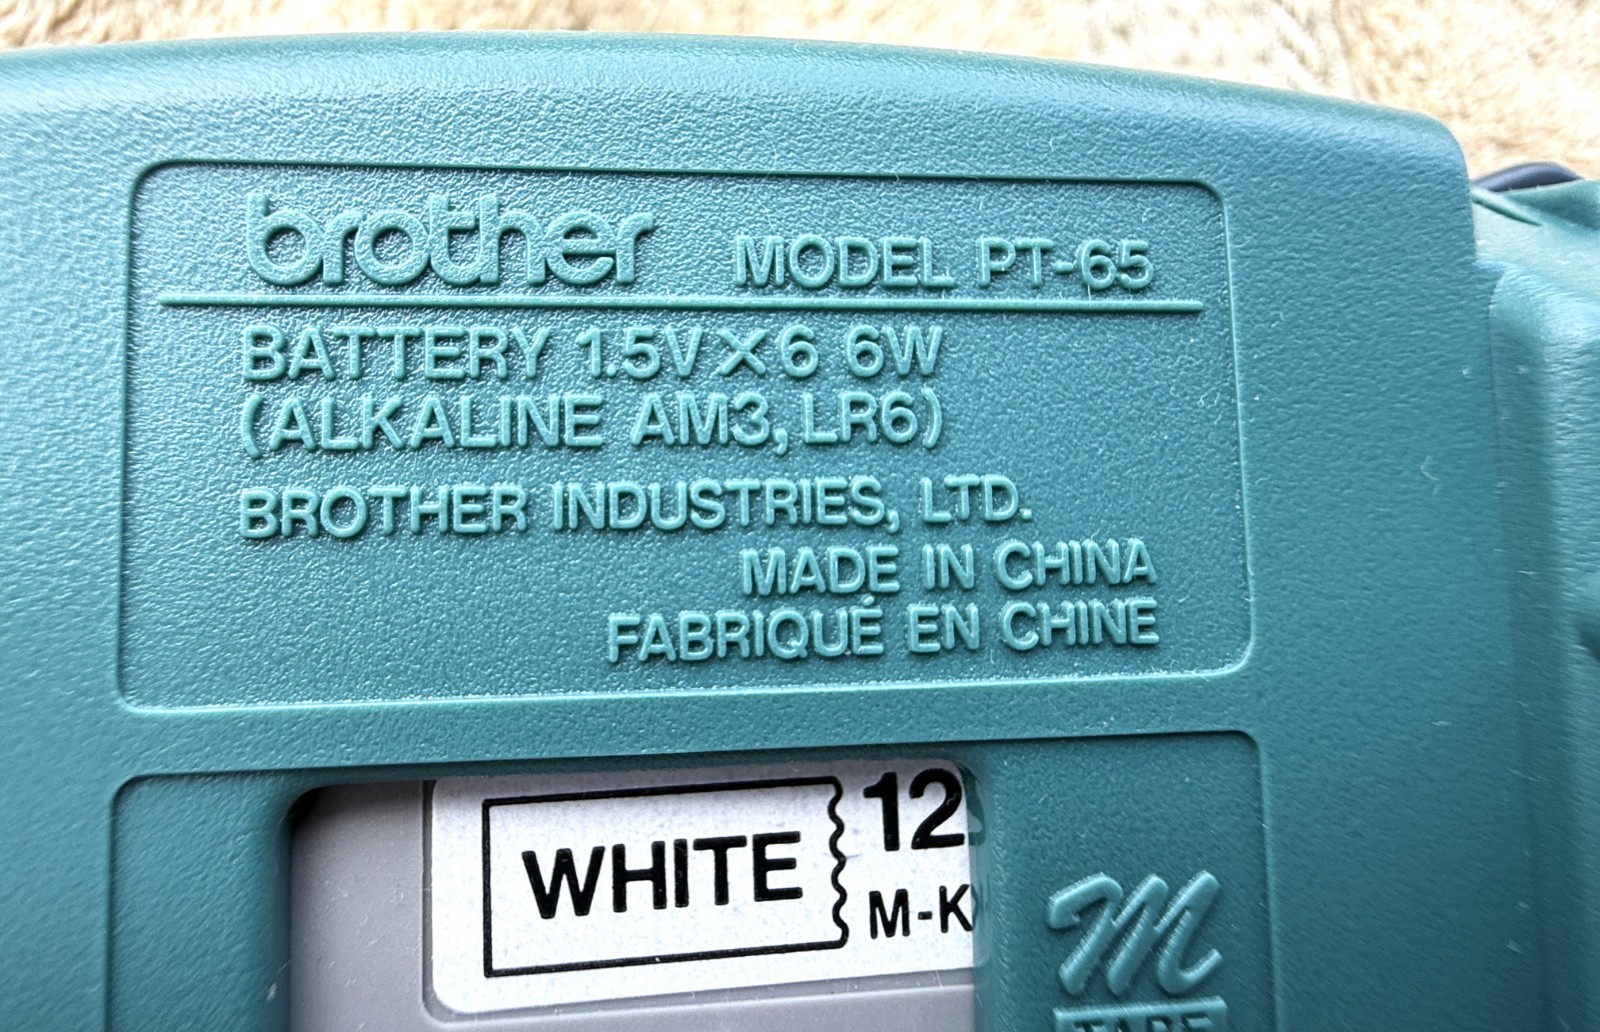 brother MODEL PT-65
BATTERY 1.5V×6 6W
(ALKALINE AM3, LR6)
BROTHER INDUSTRIES, LTD.
MADE IN CHINA
FABRIQUÉ EN CHINE
WHITE 12
M-K
M
TAPE